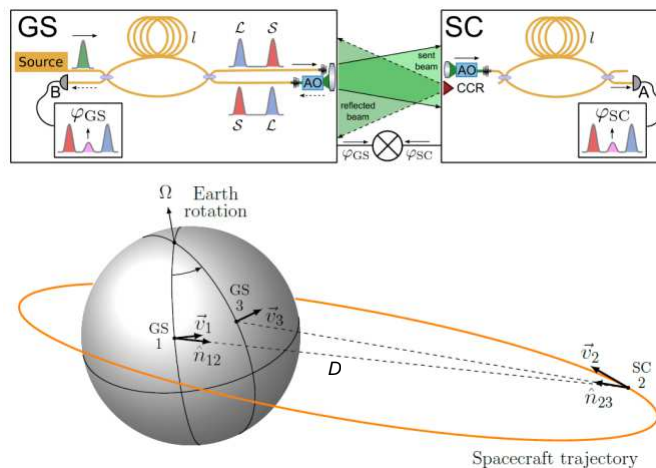 GS
SC
Source
l
𝓛 𝓢
AO
B
φGS
𝓢 𝓛
sent
beam
reflected
beam
φGS
φSC
AO
CCR
l
A
φSC
Ω
Earth
rotation
GS
1
v⃗1
n̂12
GS
3
v⃗3
D
v⃗2
SC
2
n̂23
Spacecraft trajectory